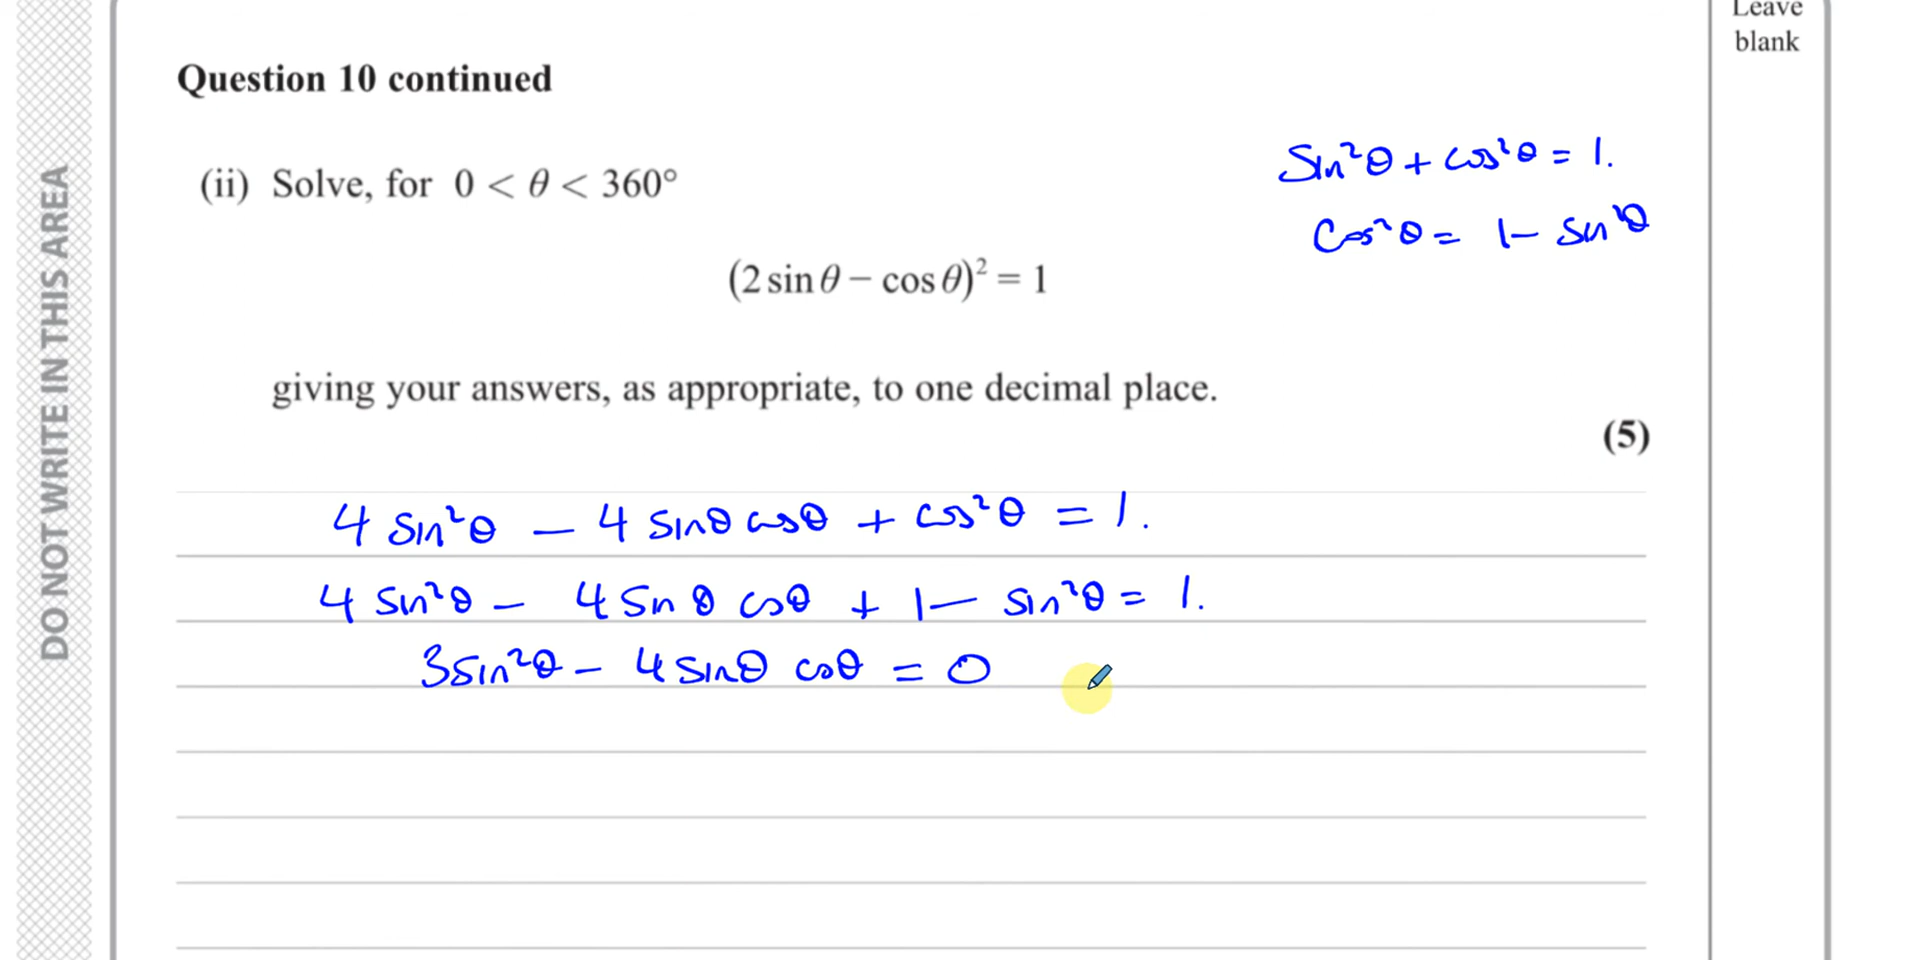 Leave
blank
DO NOT WRITE IN THIS AREA
Question 10 continued
(ii) Solve, for 0 < θ < 360°
(2 sin θ − cos θ)² = 1
giving your answers, as appropriate, to one decimal place.
(5)
Sin²θ + cos²θ = 1.
Cos²θ = 1 − sin²θ
4 sin²θ − 4 sinθ cosθ + cos²θ = 1.
4 sin²θ − 4 sin θ cosθ + 1 − sin²θ = 1.
3sin²θ − 4 sinθ cosθ = 0